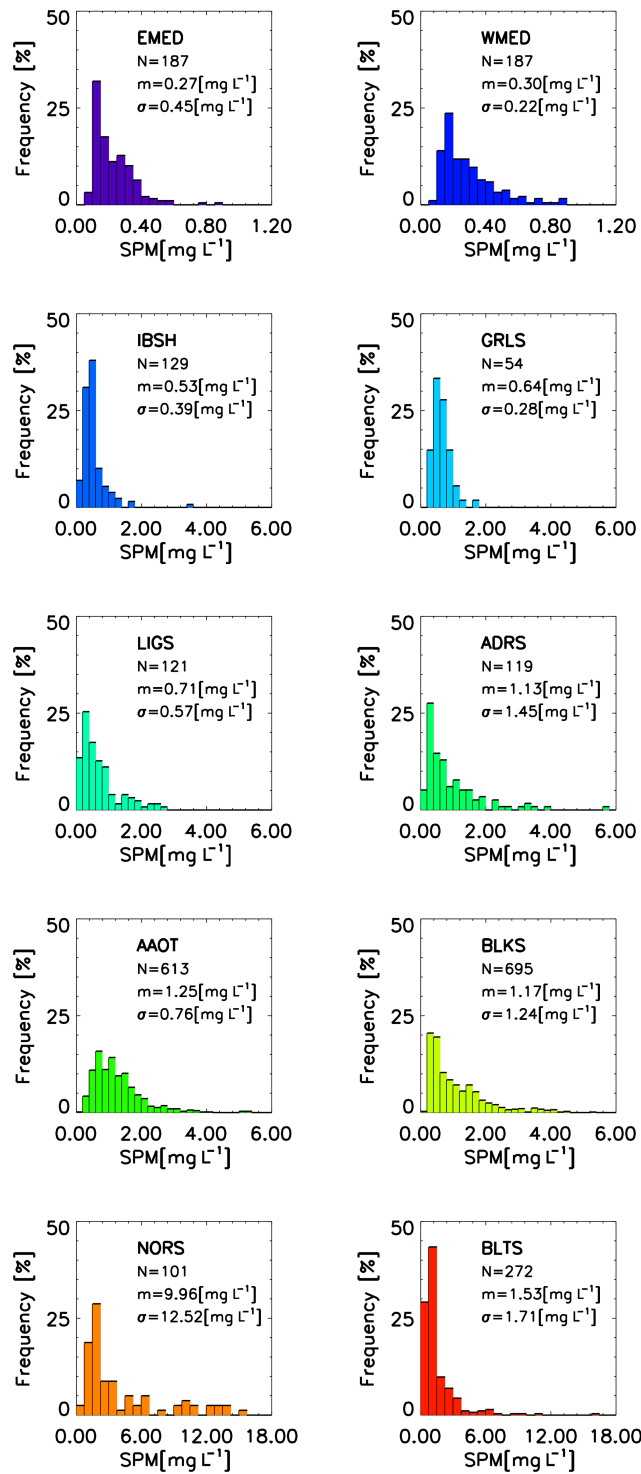 EMED
N=187
m=0.27[mg L⁻¹]
σ=0.45[mg L⁻¹]
Frequency [%]
50
25
0
0.00 0.40 0.80 1.20
SPM[mg L⁻¹]
WMED
N=187
m=0.30[mg L⁻¹]
σ=0.22[mg L⁻¹]
Frequency [%]
50
25
0
0.00 0.40 0.80 1.20
SPM[mg L⁻¹]
IBSH
N=129
m=0.53[mg L⁻¹]
σ=0.39[mg L⁻¹]
Frequency [%]
50
25
0
0.00 2.00 4.00 6.00
SPM[mg L⁻¹]
GRLS
N=54
m=0.64[mg L⁻¹]
σ=0.28[mg L⁻¹]
Frequency [%]
50
25
0
0.00 2.00 4.00 6.00
SPM[mg L⁻¹]
LIGS
N=121
m=0.71[mg L⁻¹]
σ=0.57[mg L⁻¹]
Frequency [%]
50
25
0
0.00 2.00 4.00 6.00
SPM[mg L⁻¹]
ADRS
N=119
m=1.13[mg L⁻¹]
σ=1.45[mg L⁻¹]
Frequency [%]
50
25
0
0.00 2.00 4.00 6.00
SPM[mg L⁻¹]
AAOT
N=613
m=1.25[mg L⁻¹]
σ=0.76[mg L⁻¹]
Frequency [%]
50
25
0
0.00 2.00 4.00 6.00
SPM[mg L⁻¹]
BLKS
N=695
m=1.17[mg L⁻¹]
σ=1.24[mg L⁻¹]
Frequency [%]
50
25
0
0.00 2.00 4.00 6.00
SPM[mg L⁻¹]
NORS
N=101
m=9.96[mg L⁻¹]
σ=12.52[mg L⁻¹]
Frequency [%]
50
25
0
0.00 6.00 12.00 18.00
SPM[mg L⁻¹]
BLTS
N=272
m=1.53[mg L⁻¹]
σ=1.71[mg L⁻¹]
Frequency [%]
50
25
0
0.00 6.00 12.00 18.00
SPM[mg L⁻¹]